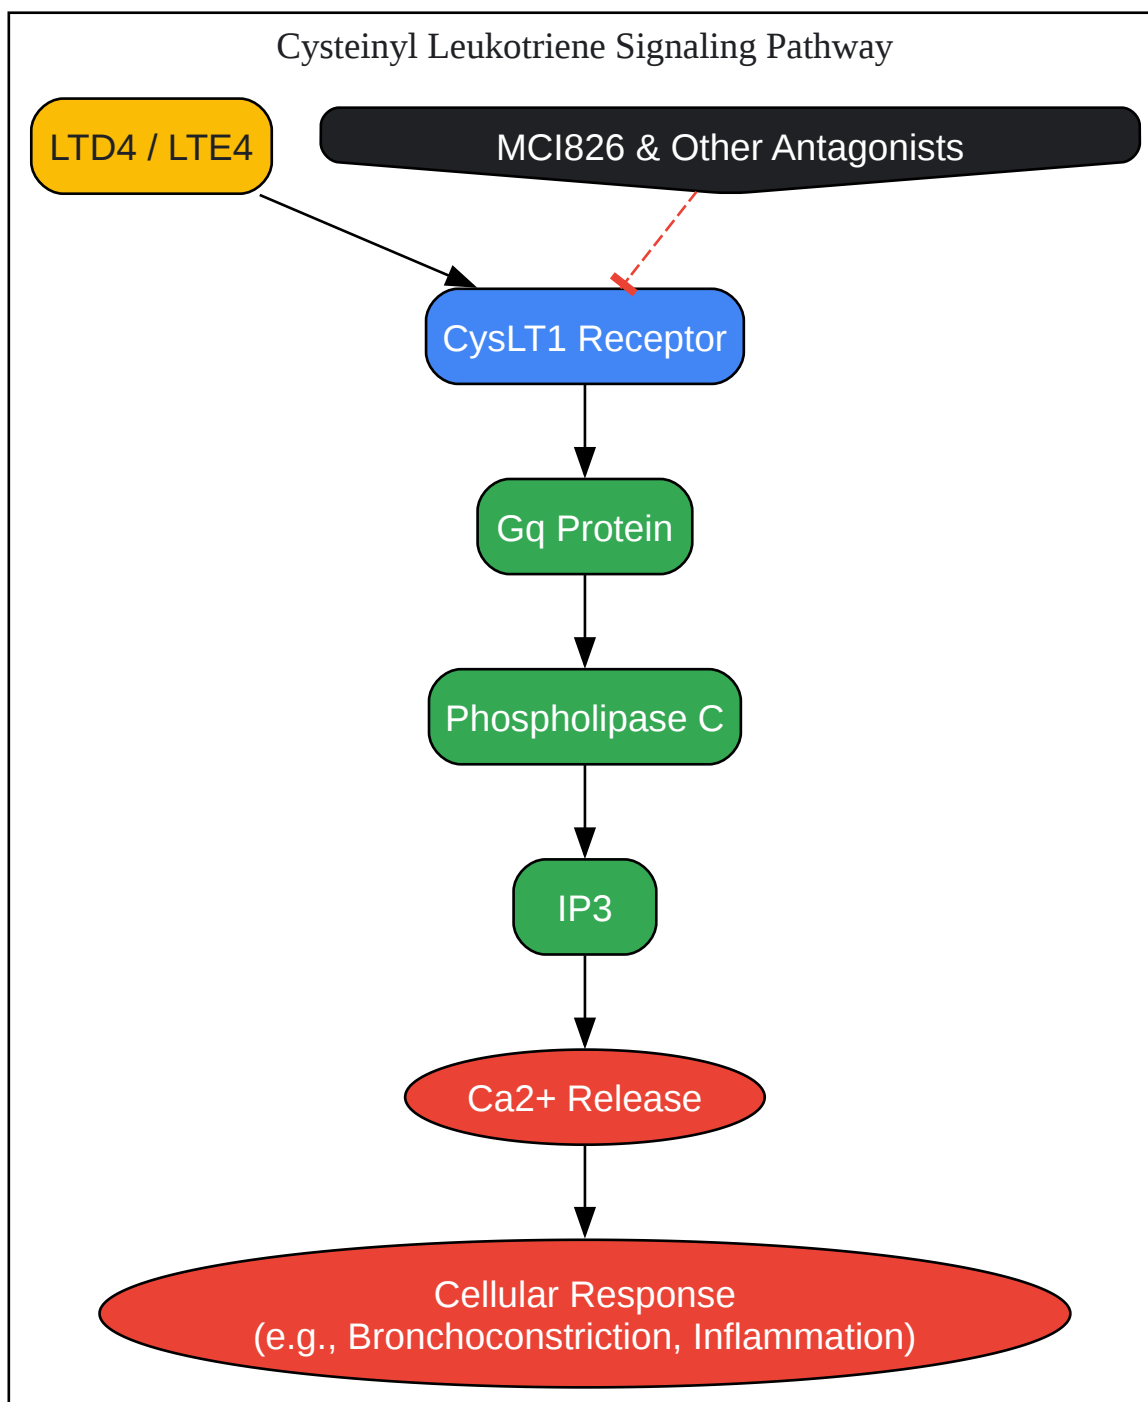 Cysteinyl Leukotriene Signaling Pathway
LTD4 / LTE4
MCI826 & Other Antagonists
CysLT1 Receptor
Gq Protein
Phospholipase C
IP3
Ca2+ Release
Cellular Response
(e.g., Bronchoconstriction, Inflammation)